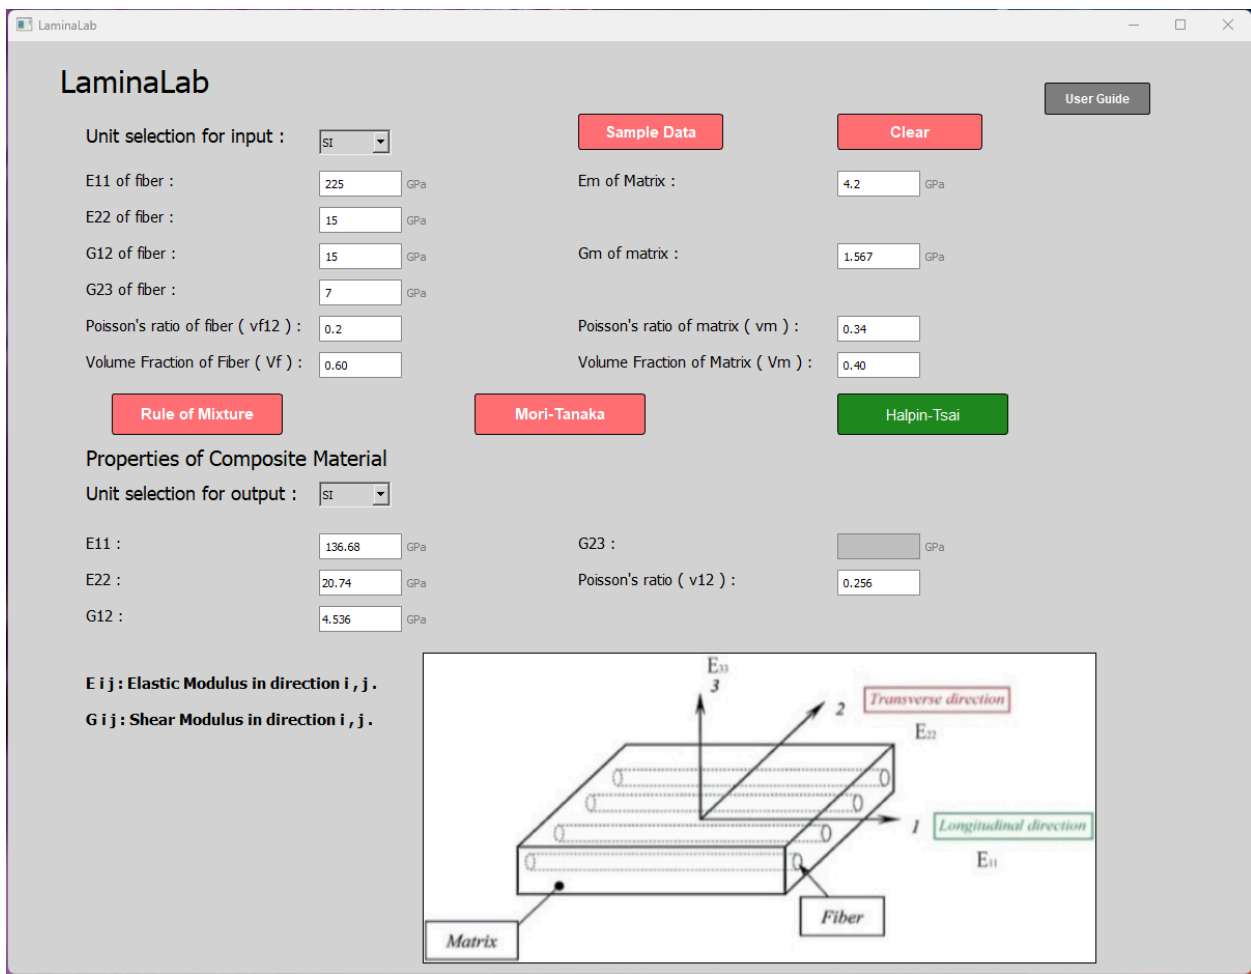 LaminaLab
LaminaLab
User Guide
Unit selection for input : SI Sample Data Clear
E11 of fiber : 225 GPa Em of Matrix : 4.2 GPa
E22 of fiber : 15 GPa
G12 of fiber : 15 GPa Gm of matrix : 1.567 GPa
G23 of fiber : 7 GPa
Poisson's ratio of fiber ( vf12 ) : 0.2 Poisson's ratio of matrix ( vm ) : 0.34
Volume Fraction of Fiber ( Vf ) : 0.60 Volume Fraction of Matrix ( Vm ) : 0.40
Rule of Mixture Mori-Tanaka Halpin-Tsai
Properties of Composite Material
Unit selection for output : SI
E11 : 136.68 GPa G23 : GPa
E22 : 20.74 GPa Poisson's ratio ( v12 ) : 0.256
G12 : 4.536 GPa
E i j : Elastic Modulus in direction i , j .
G i j : Shear Modulus in direction i , j .
E33
3
2 Transverse direction
E22
1 Longitudinal direction
E11
Fiber
Matrix